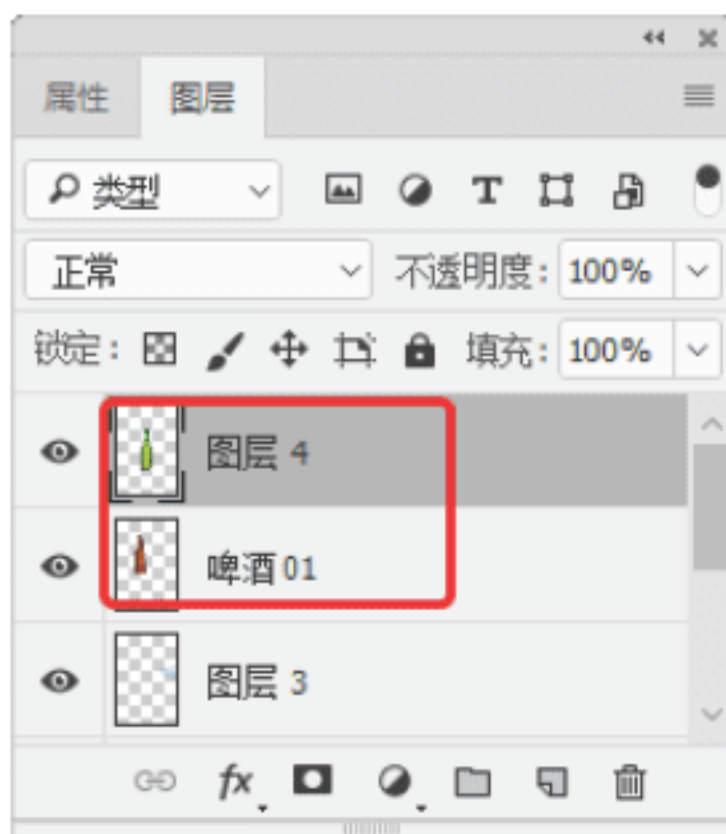 属性 图层
类型
正常 不透明度: 100%
锁定: 填充: 100%
图层 4
啤酒01
图层 3
fx